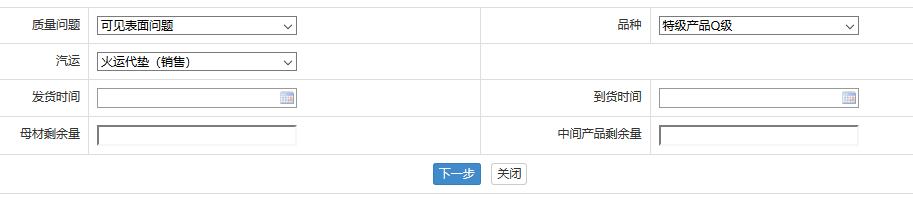 质量问题 可见表面问题 品种 特级产品Q级
汽运 火运代垫（销售）
发货时间 到货时间
母材剩余量 中间产品剩余量
下一步 关闭